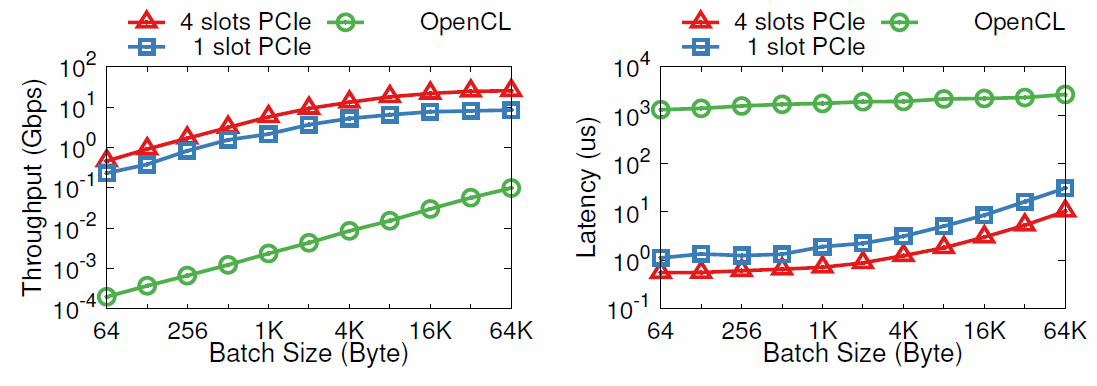 4 slots PCIe OpenCL
1 slot PCIe
Throughput (Gbps)
10^2
10^1
10^0
10^-1
10^-2
10^-3
10^-4
64 256 1K 4K 16K 64K
Batch Size (Byte)
4 slots PCIe OpenCL
1 slot PCIe
Latency (us)
10^4
10^3
10^2
10^1
10^0
10^-1
64 256 1K 4K 16K 64K
Batch Size (Byte)